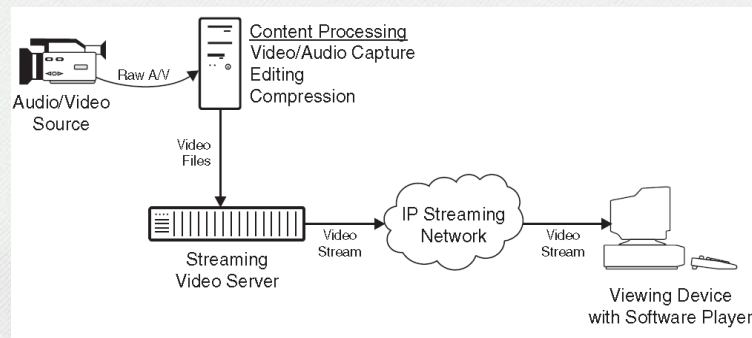 Content Processing
Video/Audio Capture
Editing
Compression
Raw A/V
Audio/Video
Source
Video
Files
IP Streaming
Network
Video
Stream
Video
Stream
Streaming
Video Server
Viewing Device
with Software Player